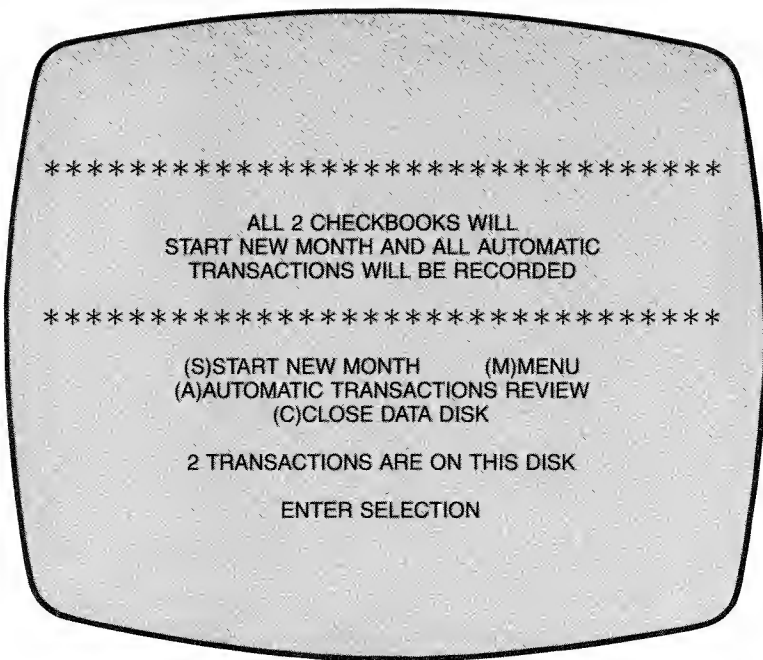 ********************************
ALL 2 CHECKBOOKS WILL
START NEW MONTH AND ALL AUTOMATIC
TRANSACTIONS WILL BE RECORDED
********************************
(S)START NEW MONTH (M)MENU
(A)AUTOMATIC TRANSACTIONS REVIEW
(C)CLOSE DATA DISK
2 TRANSACTIONS ARE ON THIS DISK
ENTER SELECTION